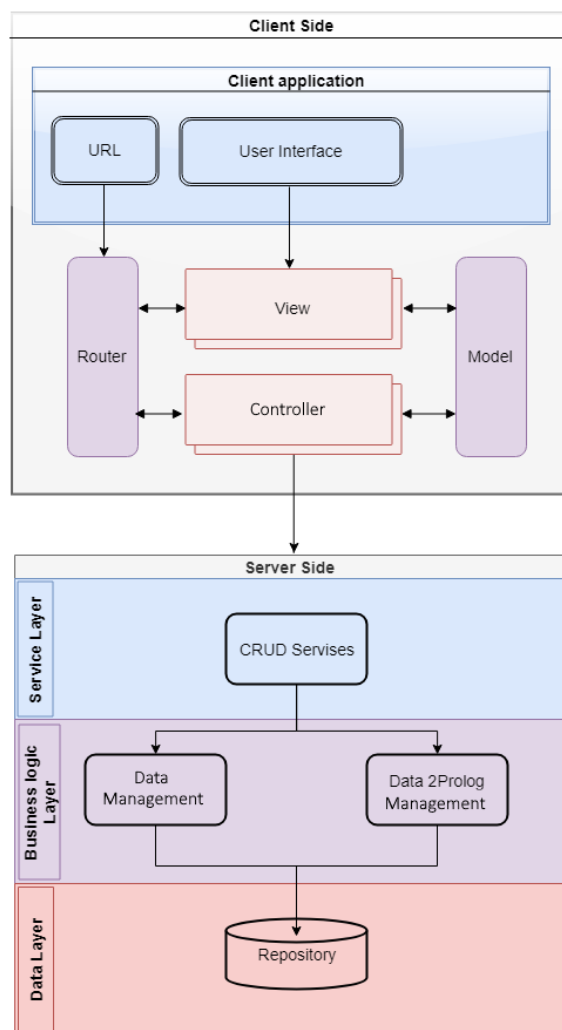 Client Side
Client application
URL
User Interface
View
Router
Model
Controller
Server Side
Service Layer
CRUD Servises
Business logic
Layer
Data
Management
Data 2Prolog
Management
Data Layer
Repository